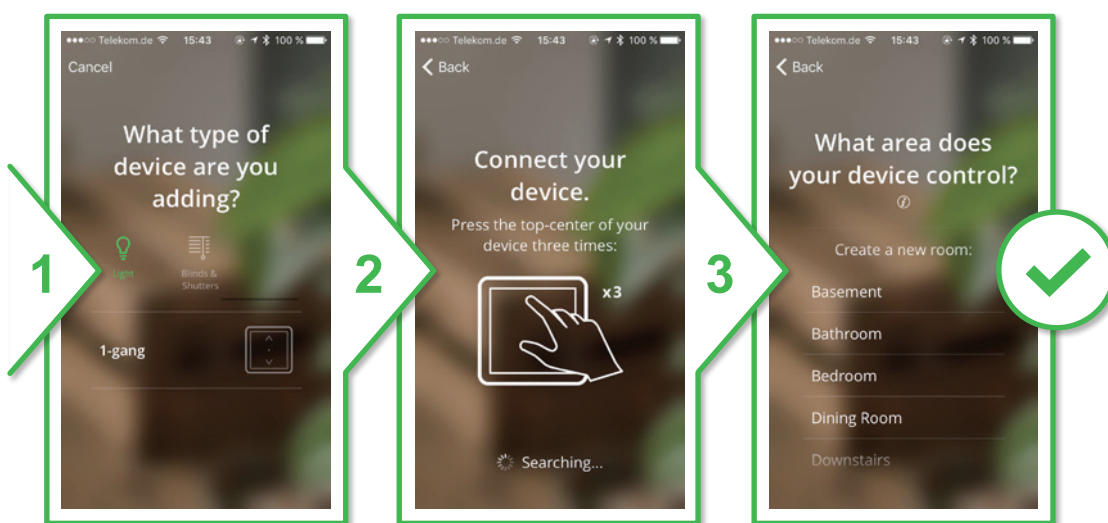 1
●●●○○ Telekom.de 15:43 100 %
Cancel
What type of
device are you
adding?
Light
Blinds &
Shutters
1-gang
2
●●●○○ Telekom.de 15:43 100 %
Back
Connect your
device.
Press the top-center of your
device three times:
x3
Searching...
3
●●●○○ Telekom.de 15:43 100 %
Back
What area does
your device control?
i
Create a new room:
Basement
Bathroom
Bedroom
Dining Room
Downstairs